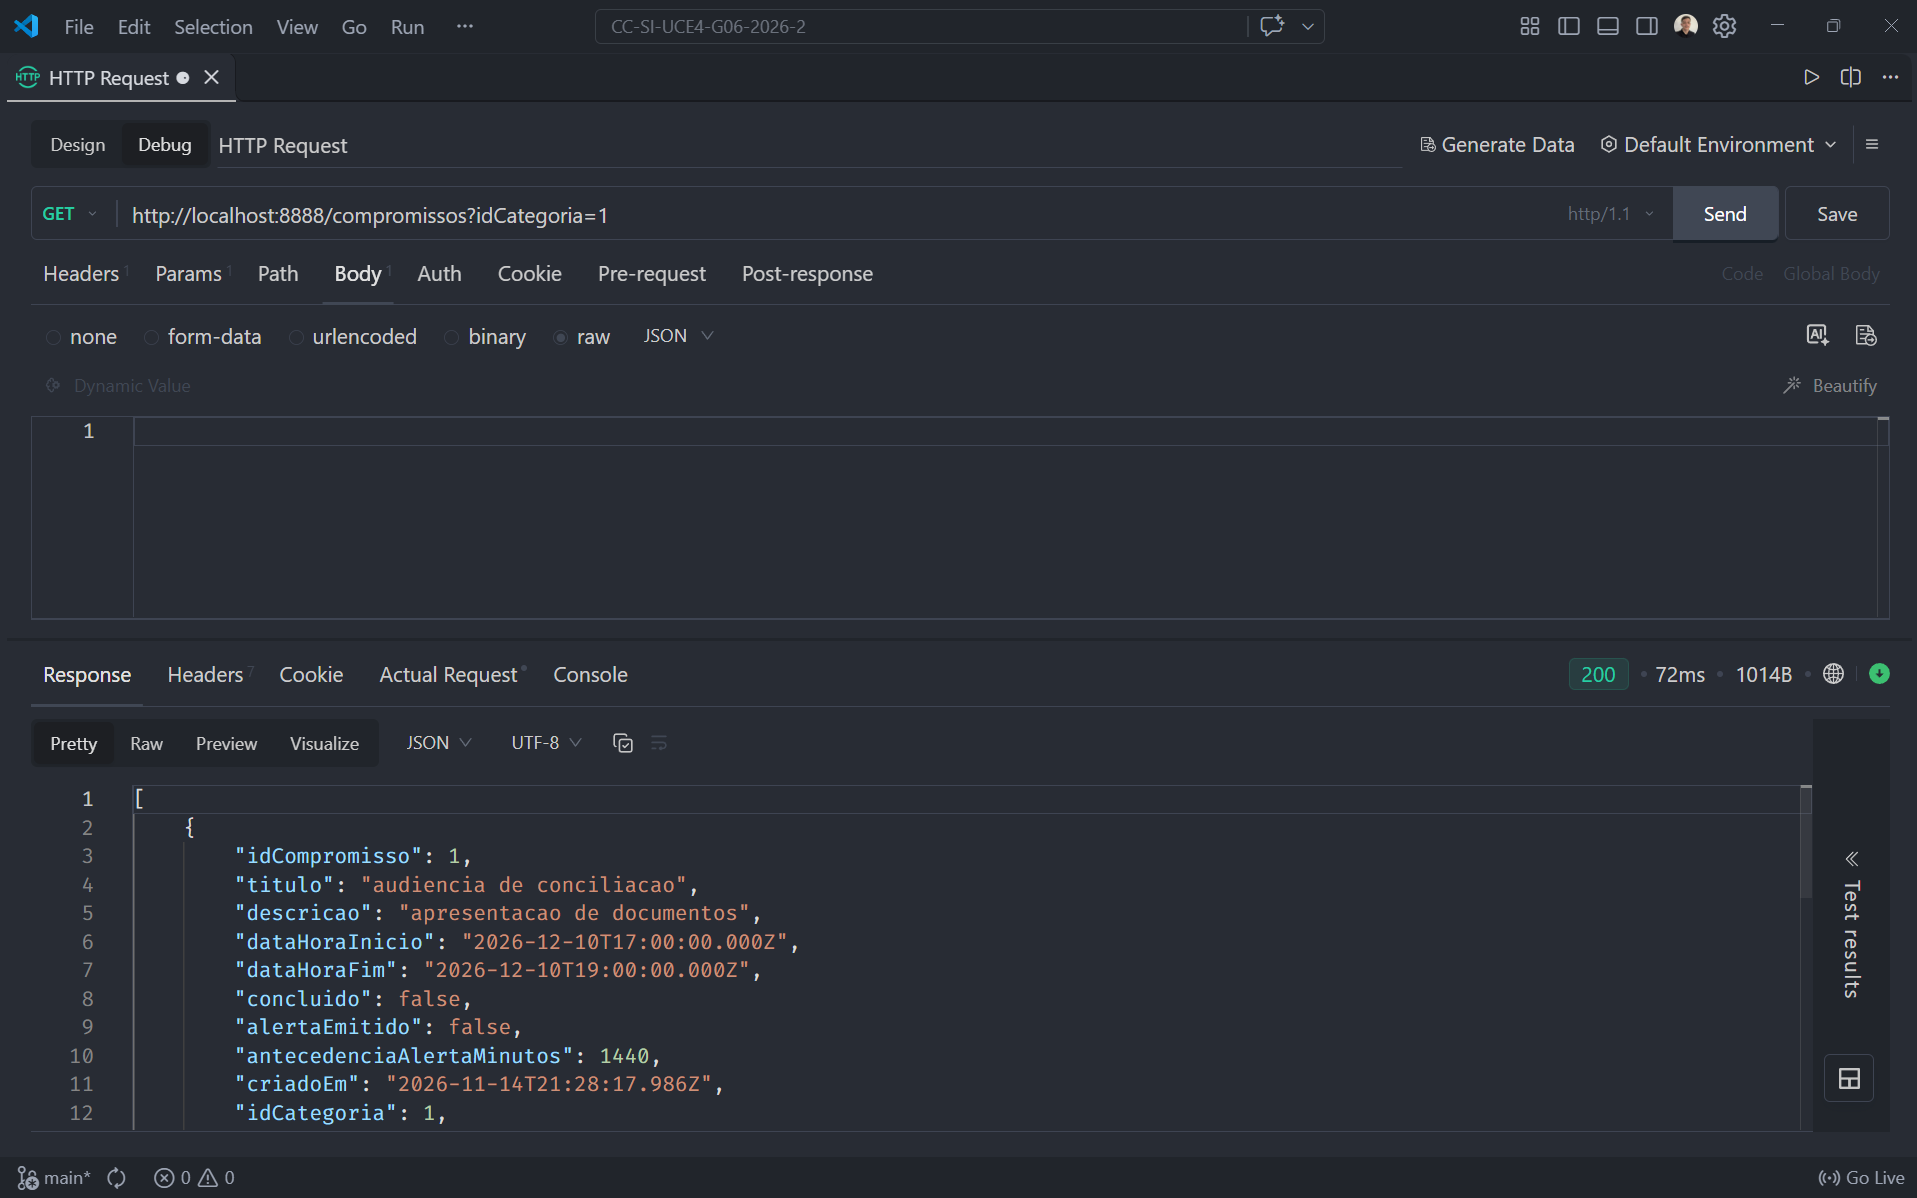 File Edit Selection View Go Run ···
CC-SI-UCE4-G06-2026-2
HTTP HTTP Request
Design Debug HTTP Request
Generate Data Default Environment
GET http://localhost:8888/compromissos?idCategoria=1 http/1.1 Send Save
Headers 1 Params 1 Path Body 1 Auth Cookie Pre-request Post-response Code Global Body
none form-data urlencoded binary raw JSON AI
Dynamic Value Beautify
1
Response Headers 7 Cookie Actual Request Console 200 72ms 1014B
Pretty Raw Preview Visualize JSON UTF-8
1 [
2 {
3 "idCompromisso": 1,
4 "titulo": "audiencia de conciliacao",
5 "descricao": "apresentacao de documentos",
6 "dataHoraInicio": "2026-12-10T17:00:00.000Z",
7 "dataHoraFim": "2026-12-10T19:00:00.000Z",
8 "concluido": false,
9 "alertaEmitido": false,
10 "antecedenciaAlertaMinutos": 1440,
11 "criadoEm": "2026-11-14T21:28:17.986Z",
12 "idCategoria": 1,
Test results
main* 0 0 Go Live